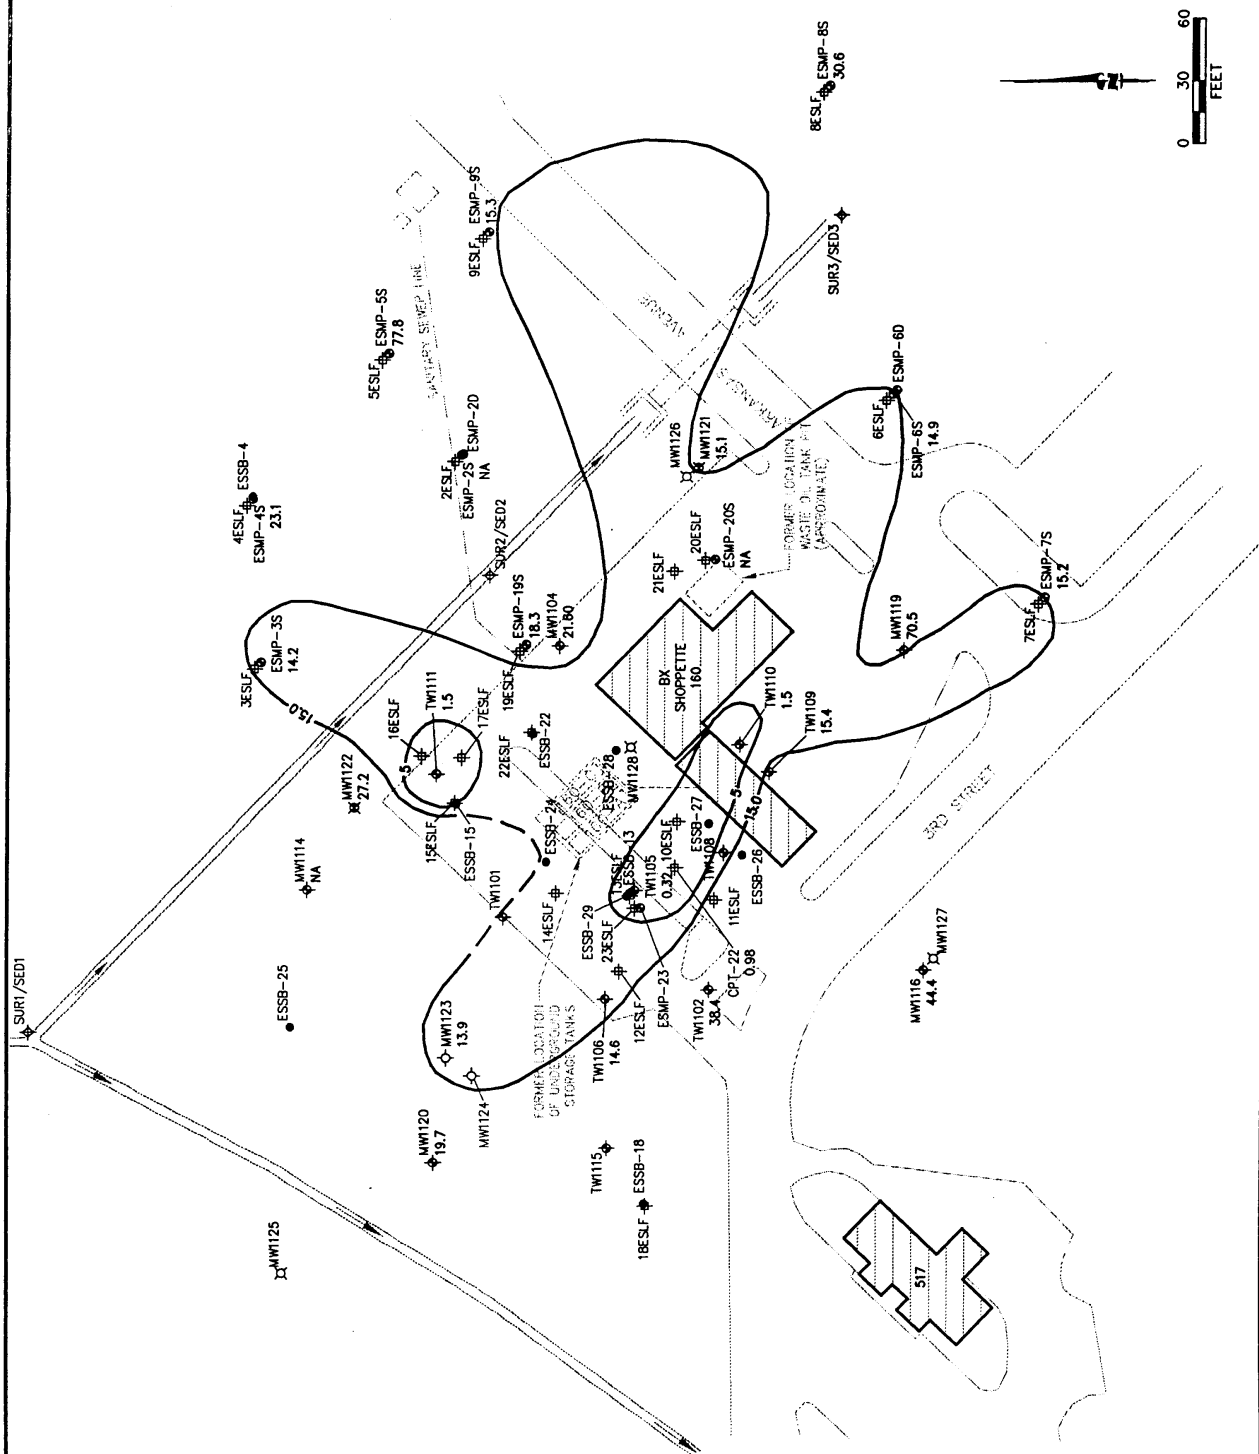 60
30
0
FEET
8ESLF
ESMP-8S
30.6
9ESLF
ESMP-9S
15.3
5ESLF
ESMP-5S
77.8
SANITARY SEWER LINE
SUR3/SED3
ARKANSAS
AVENUE
2ESLF
ESMP-2D
ESMP-2S
NA
4ESLF
ESSB-4
ESMP-4S
23.1
SUR2/SED2
MW1126
MW1121
15.1
6ESLF
ESMP-6D
ESMP-6S
14.9
FORMER LOCATION
WASTE OIL TANK PIT
(APPROXIMATE)
21ESLF
20ESLF
ESMP-20S
NA
3ESLF
ESMP-3S
14.2
15.0
19ESLF
ESMP-19S
18.3
MW1104
21.80
MW1119
70.5
7ESLF
ESMP-7S
15.2
BX
SHOPPETTE
160
16ESLF
TW1111
1.5
17ESLF
5
22ESLF
ESSB-22
ESSB-28
MW1128
TW1110
1.5
TW1109
15.4
3RD STREET
MW1122
27.2
15ESLF
ESSB-15
ESSB-24
MW1114
NA
TW1101
14ESLF
13ESLF
ESSB-13
TW1105
0.32
10ESLF
ESSB-27
TW1108
5
15.0
ESSB-26
11ESLF
ESSB-29
23ESLF
ESMP-23
CPT-22
0.98
12ESLF
TW1102
38.4
TW1106
14.6
MW1116
44.4
MW1127
SUR1/SED1
ESSB-25
MW1123
13.9
MW1124
FORMER LOCATION
OF UNDERGROUND
STORAGE TANKS
MW1120
19.7
TW1115
18ESLF
ESSB-18
MW1125
517